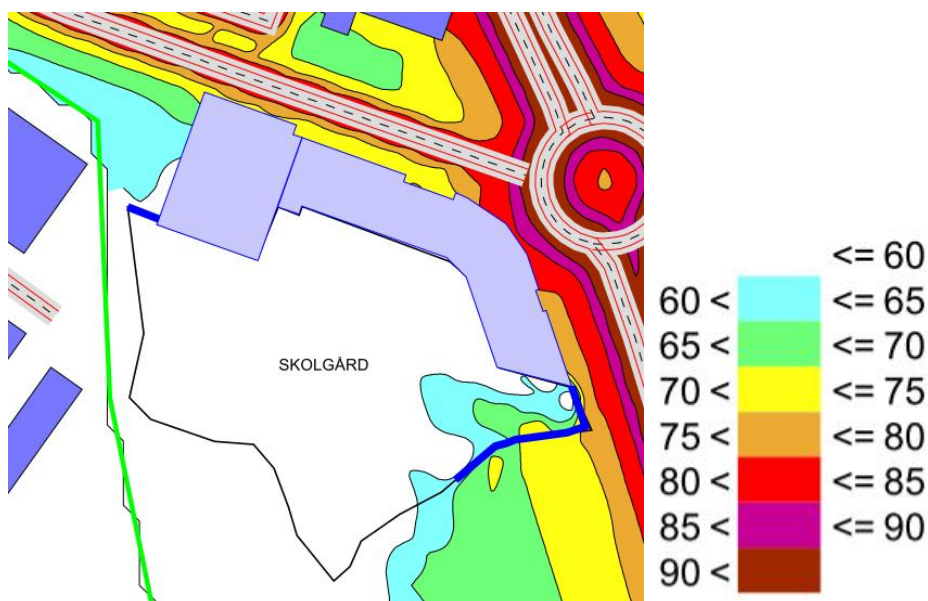 SKOLGÅRD
<= 60
60 < <= 65
65 < <= 70
70 < <= 75
75 < <= 80
80 < <= 85
85 < <= 90
90 <